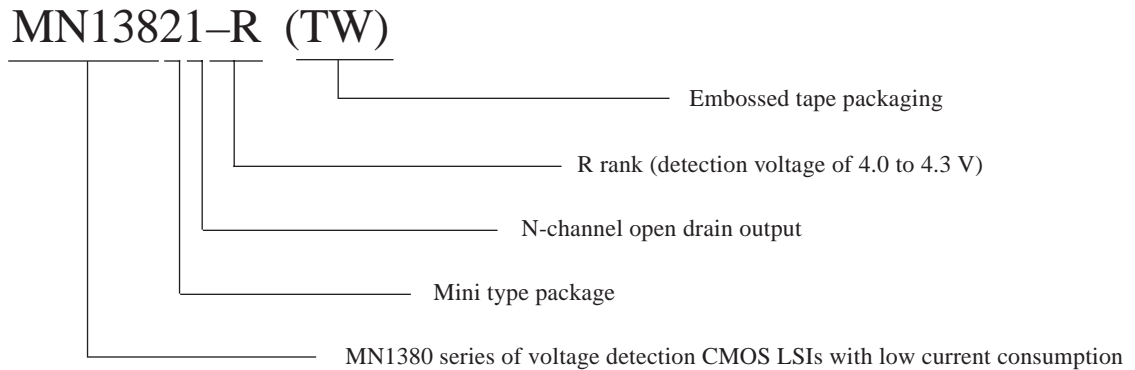 MN13821–R (TW)
Embossed tape packaging
R rank (detection voltage of 4.0 to 4.3 V)
N-channel open drain output
Mini type package
MN1380 series of voltage detection CMOS LSIs with low current consumption